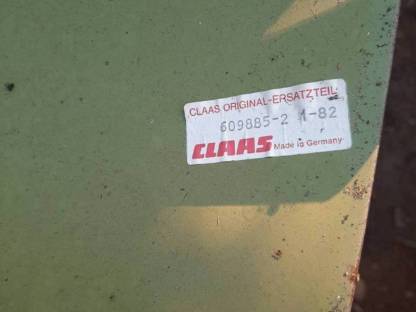 CLAAS ORIGINAL-ERSATZTEIL
609885-2 1-82
CLAAS Made in Germany